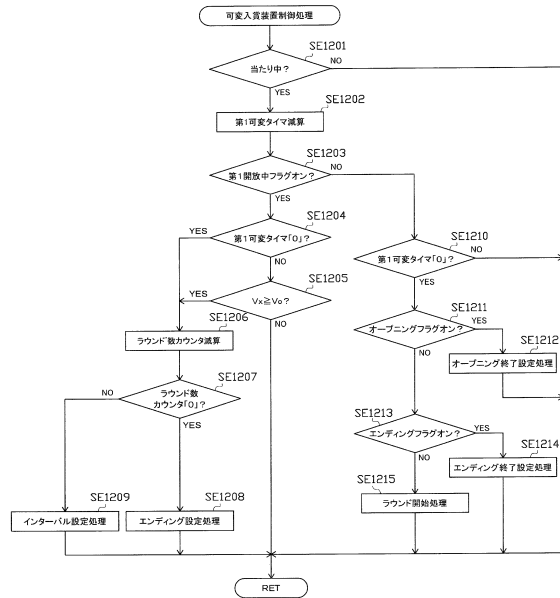 可変入賞装置制御処理
SE1201
当たり中？
NO
YES
SE1202
第1可変タイマ減算
SE1203
第1開放中フラグオン？
NO
YES
SE1204
第1可変タイマ「0」？
YES
NO
SE1205
Vx≧Vo？
YES
NO
SE1206
ラウンド数カウンタ減算
SE1207
ラウンド数
カウンタ「0」？
NO
YES
SE1209
インターバル設定処理
SE1208
エンディング設定処理
SE1210
第1可変タイマ「0」？
NO
YES
SE1211
オープニングフラグオン？
YES
NO
SE1212
オープニング終了設定処理
SE1213
エンディングフラグオン？
YES
NO
SE1214
エンディング終了設定処理
SE1215
ラウンド開始処理
RET